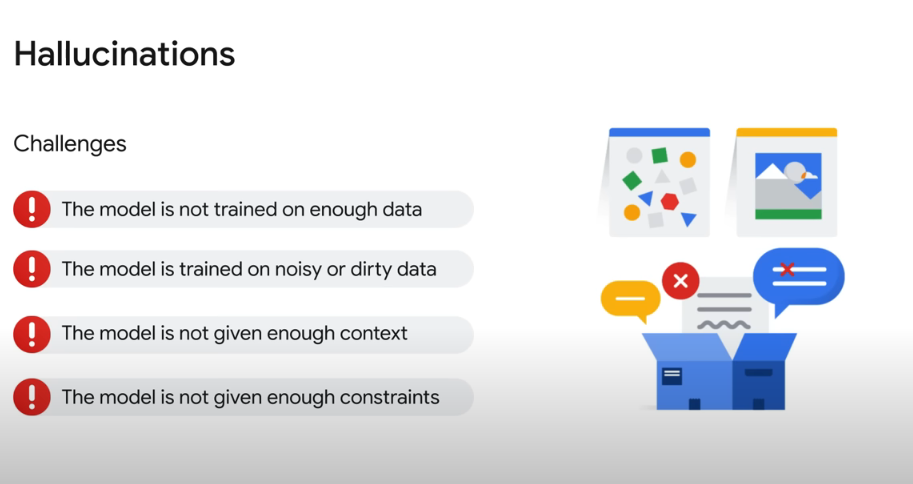 Hallucinations
Challenges
The model is not trained on enough data
The model is trained on noisy or dirty data
The model is not given enough context
The model is not given enough constraints